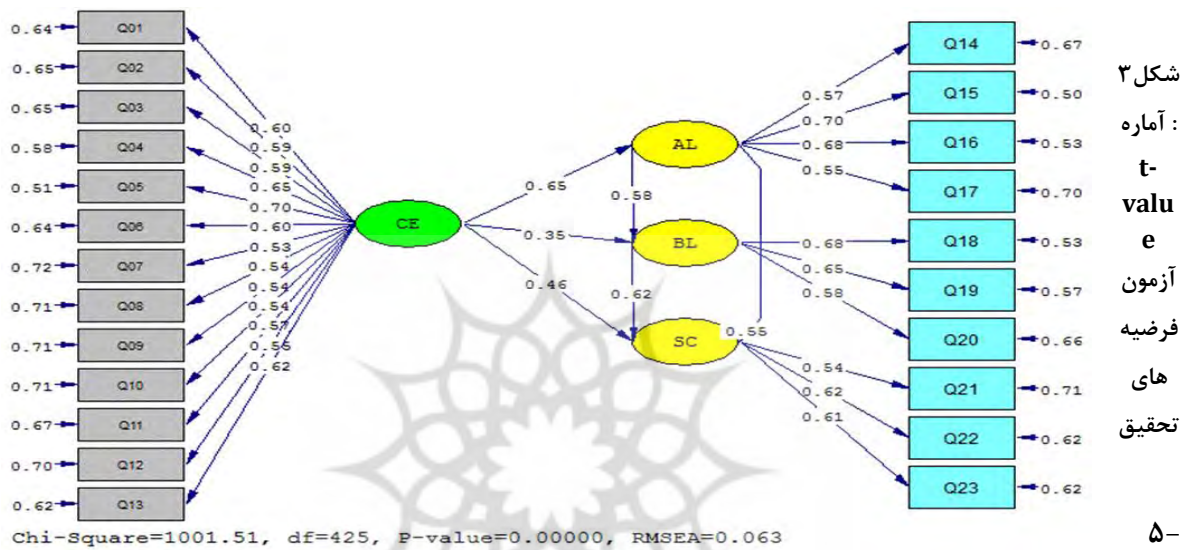 0.64 Q01
0.65 Q02
0.65 Q03
0.58 Q04
0.51 Q05
0.64 Q06
0.72 Q07
0.71 Q08
0.71 Q09
0.71 Q10
0.67 Q11
0.70 Q12
0.62 Q13
0.60
0.59
0.59
0.65
0.70
0.60
0.53
0.54
0.54
0.54
0.57
0.55
0.62
CE
0.65
0.35
0.46
AL
0.58
BL
0.62
SC
0.55
0.57
0.70
0.68
0.55
0.68
0.65
0.58
0.54
0.62
0.61
Q14 0.67
Q15 0.50
Q16 0.53
Q17 0.70
Q18 0.53
Q19 0.57
Q20 0.66
Q21 0.71
Q22 0.62
Q23 0.62
Chi-Square=1001.51, df=425, P-value=0.00000, RMSEA=0.063
شکل۳
: آماره
t-
valu
e
آزمون
فرضیه
های
تحقیق
۵-